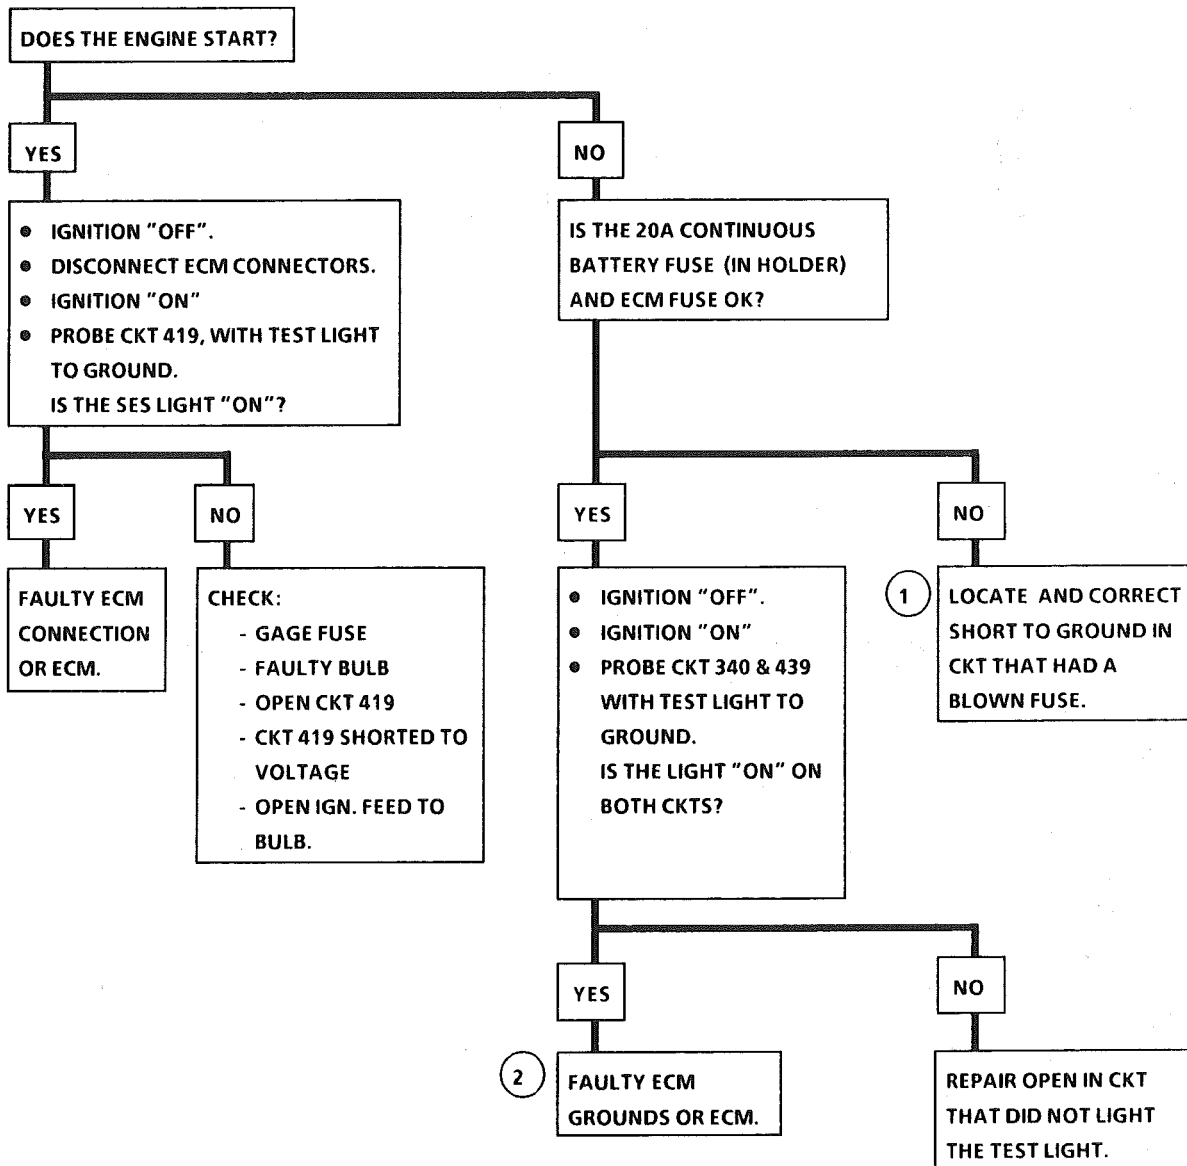 DOES THE ENGINE START?
YES
NO
● IGNITION "OFF".
● DISCONNECT ECM CONNECTORS.
● IGNITION "ON"
● PROBE CKT 419, WITH TEST LIGHT
TO GROUND.
IS THE SES LIGHT "ON"?
IS THE 20A CONTINUOUS
BATTERY FUSE (IN HOLDER)
AND ECM FUSE OK?
YES
NO
YES
NO
FAULTY ECM
CONNECTION
OR ECM.
CHECK:
- GAGE FUSE
- FAULTY BULB
- OPEN CKT 419
- CKT 419 SHORTED TO
VOLTAGE
- OPEN IGN. FEED TO
BULB.
● IGNITION "OFF".
● IGNITION "ON"
● PROBE CKT 340 & 439
WITH TEST LIGHT TO
GROUND.
IS THE LIGHT "ON" ON
BOTH CKTS?
1
LOCATE AND CORRECT
SHORT TO GROUND IN
CKT THAT HAD A
BLOWN FUSE.
YES
NO
2
FAULTY ECM
GROUNDS OR ECM.
REPAIR OPEN IN CKT
THAT DID NOT LIGHT
THE TEST LIGHT.